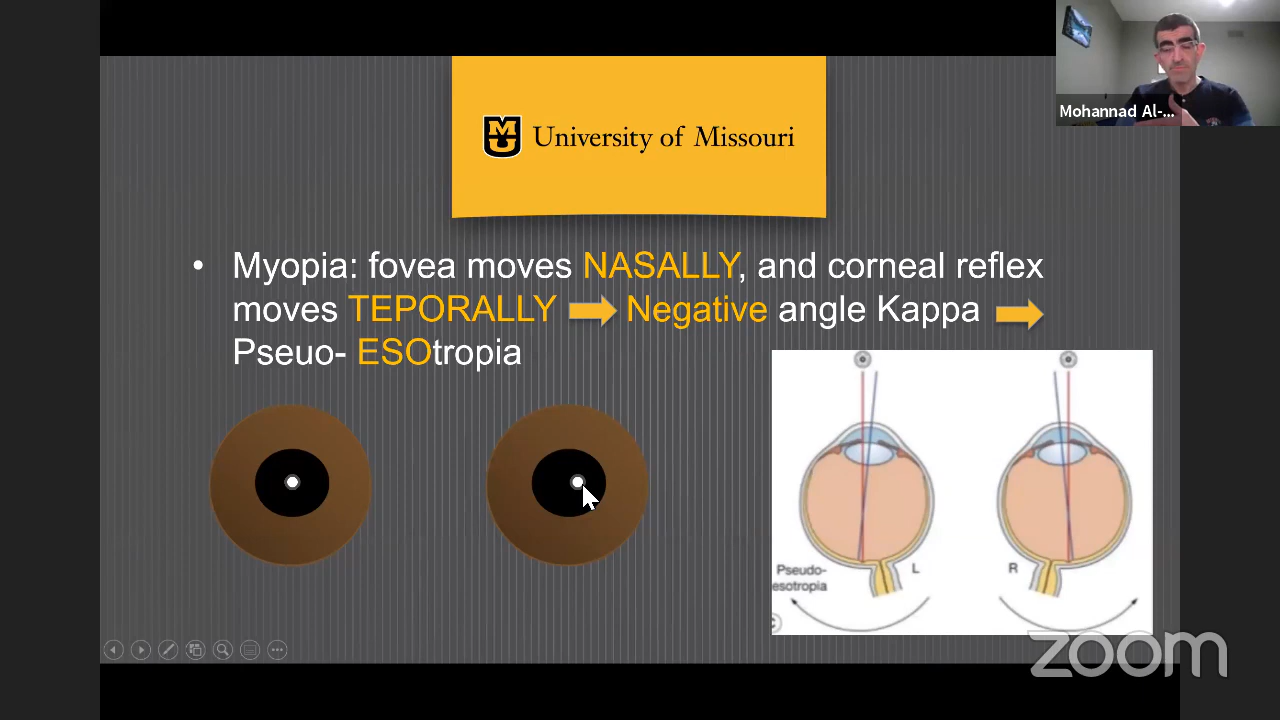 Mohannad Al-...
MU
University of Missouri
• Myopia: fovea moves NASALLY, and corneal reflex
moves TEPORALLY Negative angle Kappa
Pseuo- ESOtropia
Pseudo-
esotropia
L
R
C
zoom